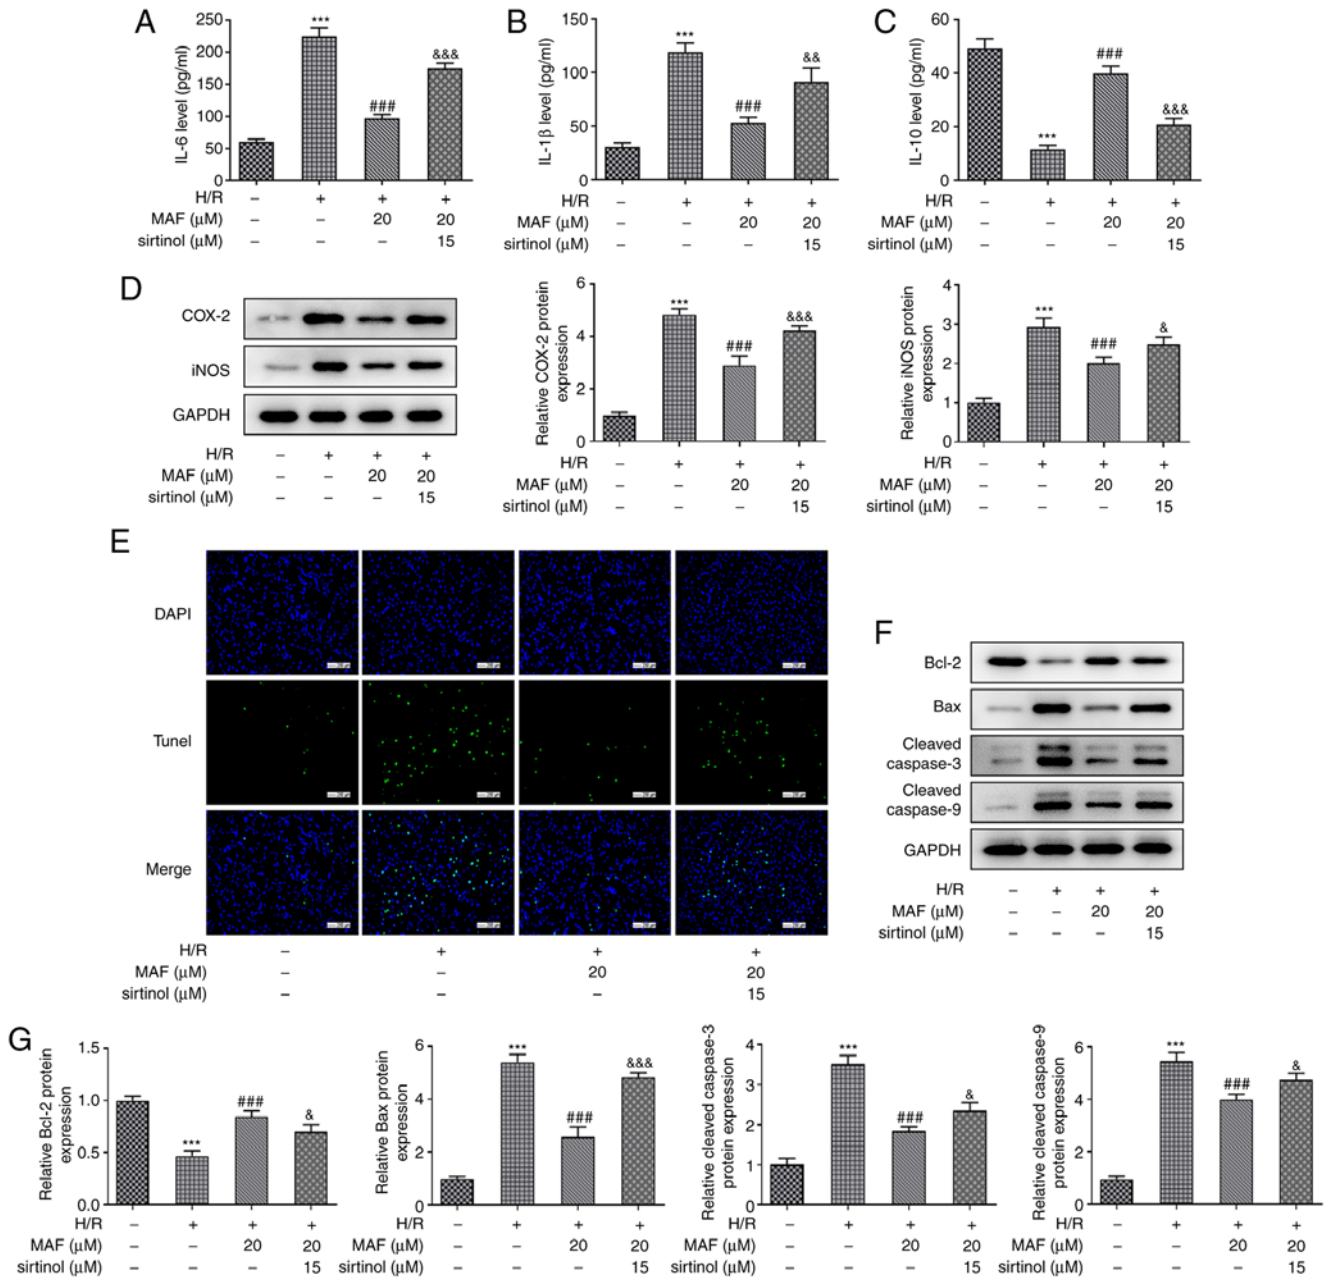 A
IL-6 level (pg/ml)
250
200
150
100
50
0
***
###
&&&
H/R – + + +
MAF (μM) – – 20 20
sirtinol (μM) – – – 15
B
IL-1β level (pg/ml)
150
100
50
0
***
###
&&
H/R – + + +
MAF (μM) – – 20 20
sirtinol (μM) – – – 15
C
IL-10 level (pg/ml)
60
40
20
0
***
###
&&&
H/R – + + +
MAF (μM) – – 20 20
sirtinol (μM) – – – 15
D
COX-2
iNOS
GAPDH
H/R – + + +
MAF (μM) – – 20 20
sirtinol (μM) – – – 15
Relative COX-2 protein
expression
6
4
2
0
***
###
&&&
H/R – + + +
MAF (μM) – – 20 20
sirtinol (μM) – – – 15
Relative iNOS protein
expression
4
3
2
1
0
***
###
&
H/R – + + +
MAF (μM) – – 20 20
sirtinol (μM) – – – 15
E
DAPI
Tunel
Merge
H/R – + + +
MAF (μM) – – 20 20
sirtinol (μM) – – – 15
F
Bcl-2
Bax
Cleaved
caspase-3
Cleaved
caspase-9
GAPDH
H/R – + + +
MAF (μM) – – 20 20
sirtinol (μM) – – – 15
G
Relative Bcl-2 protein
expression
1.5
1.0
0.5
0.0
***
###
&
H/R – + + +
MAF (μM) – – 20 20
sirtinol (μM) – – – 15
Relative Bax protein
expression
6
4
2
0
***
###
&&&
H/R – + + +
MAF (μM) – – 20 20
sirtinol (μM) – – – 15
Relative cleaved caspase-3
protein expression
4
3
2
1
0
***
###
&
H/R – + + +
MAF (μM) – – 20 20
sirtinol (μM) – – – 15
Relative cleaved caspase-9
protein expression
6
4
2
0
***
###
&
H/R – + + +
MAF (μM) – – 20 20
sirtinol (μM) – – – 15